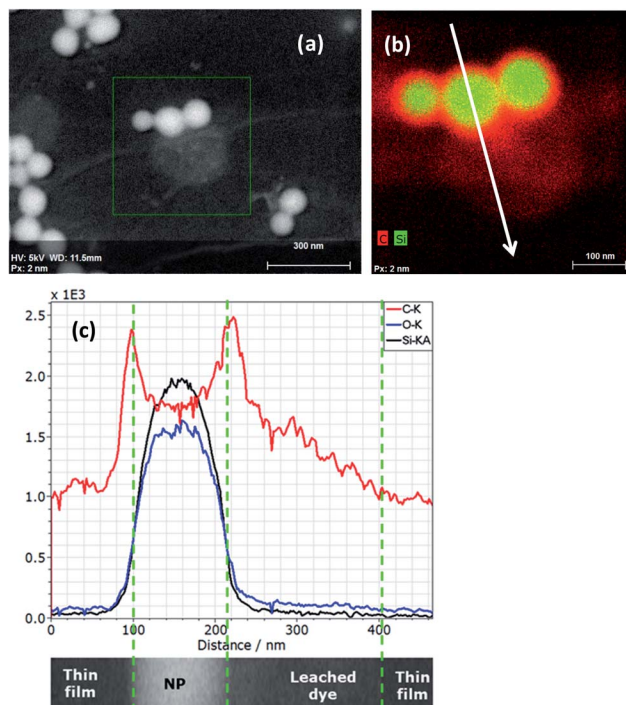 (a)
HV: 5kV WD: 11.5mm
Px: 2 nm
300 nm
(b)
C Si
Px: 2 nm
100 nm
x 1E3
(c)
C-K
O-K
Si-KA
2.5
2.0
1.5
1.0
0.5
0.0
0 100 200 300 400
Distance / nm
Thin film
NP
Leached dye
Thin film